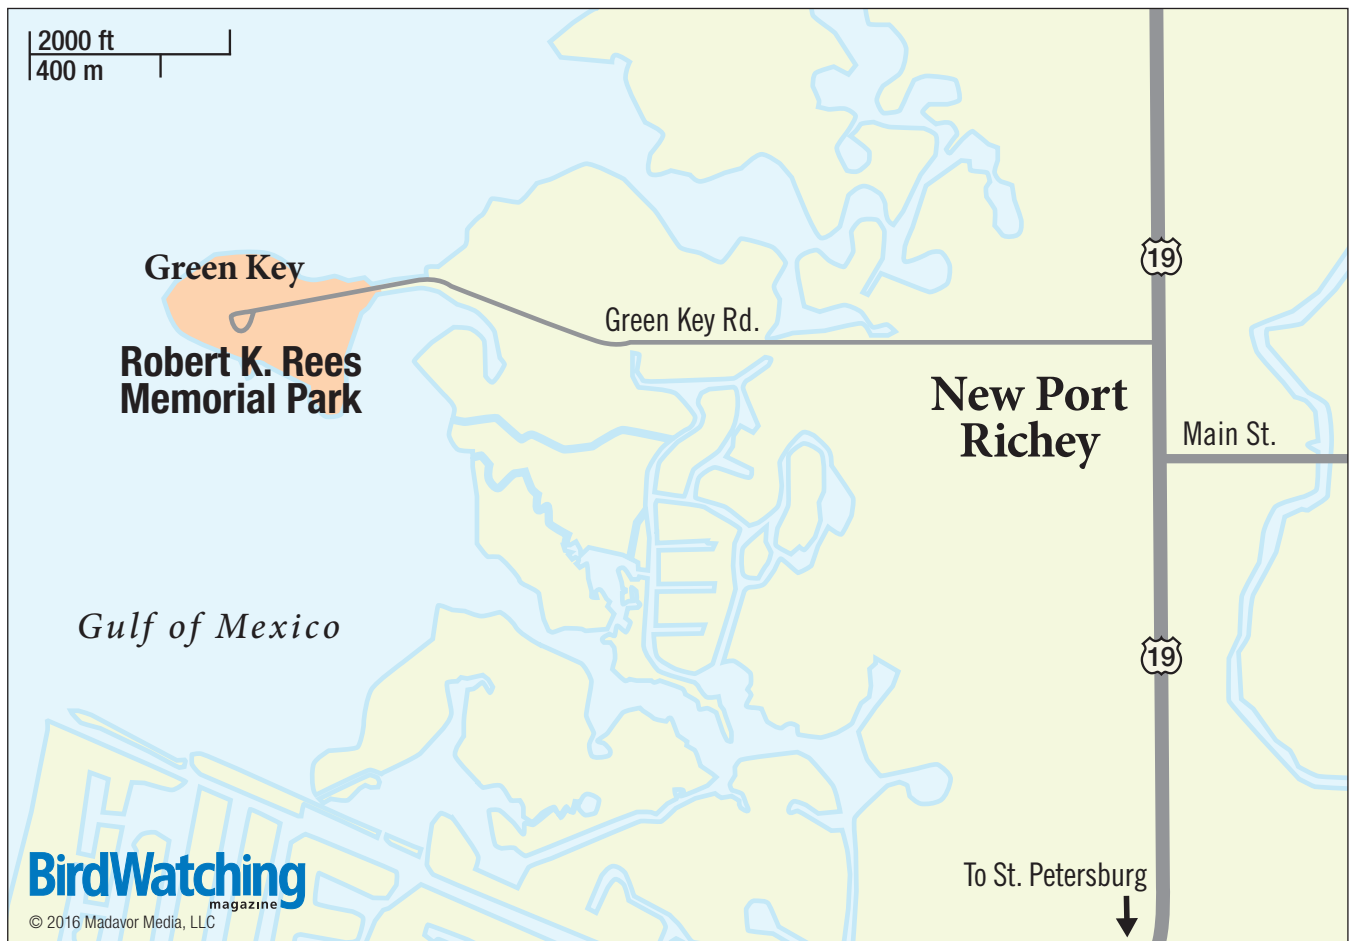 2000 ft
400 m
19
Green Key
Green Key Rd.
Robert K. Rees
Memorial Park
New Port
Richey
Main St.
Gulf of Mexico
19
To St. Petersburg
BirdWatching
magazine
© 2016 Madavor Media, LLC